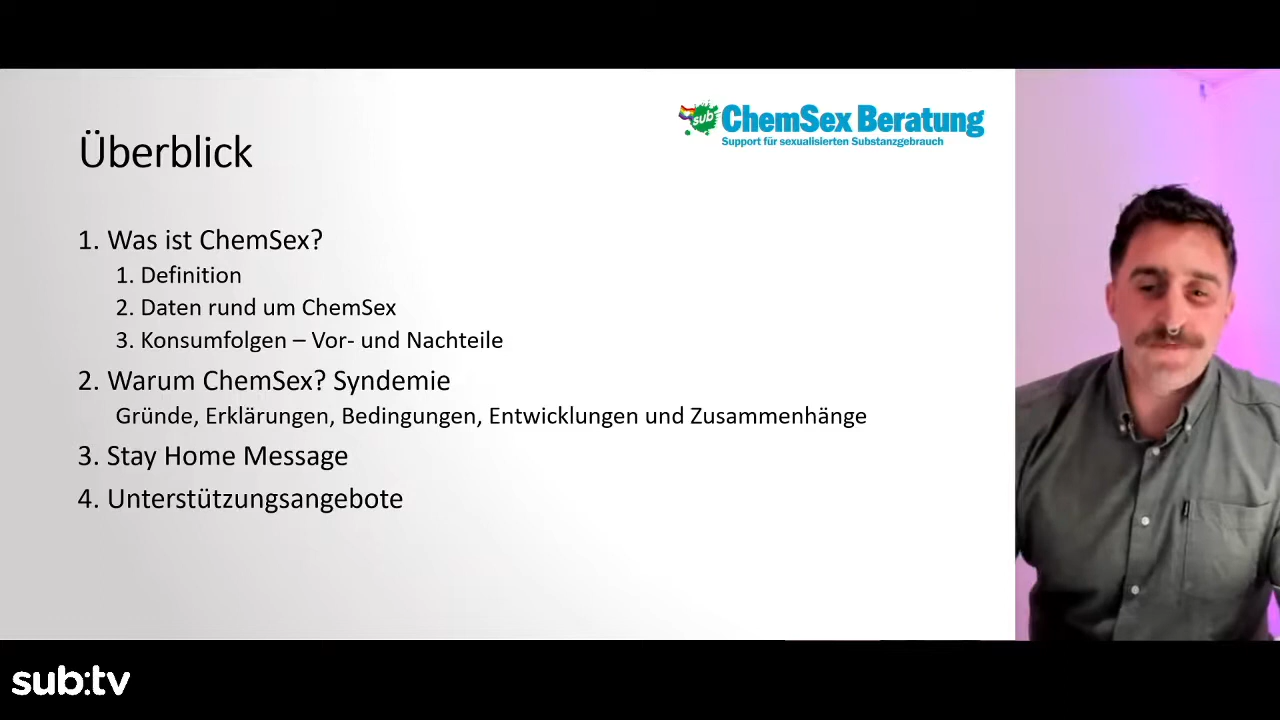 Überblick
sub
ChemSex Beratung
Support für sexualisierten Substanzgebrauch
1. Was ist ChemSex?
1. Definition
2. Daten rund um ChemSex
3. Konsumfolgen – Vor- und Nachteile
2. Warum ChemSex? Syndemie
Gründe, Erklärungen, Bedingungen, Entwicklungen und Zusammenhänge
3. Stay Home Message
4. Unterstützungsangebote
sub:tv